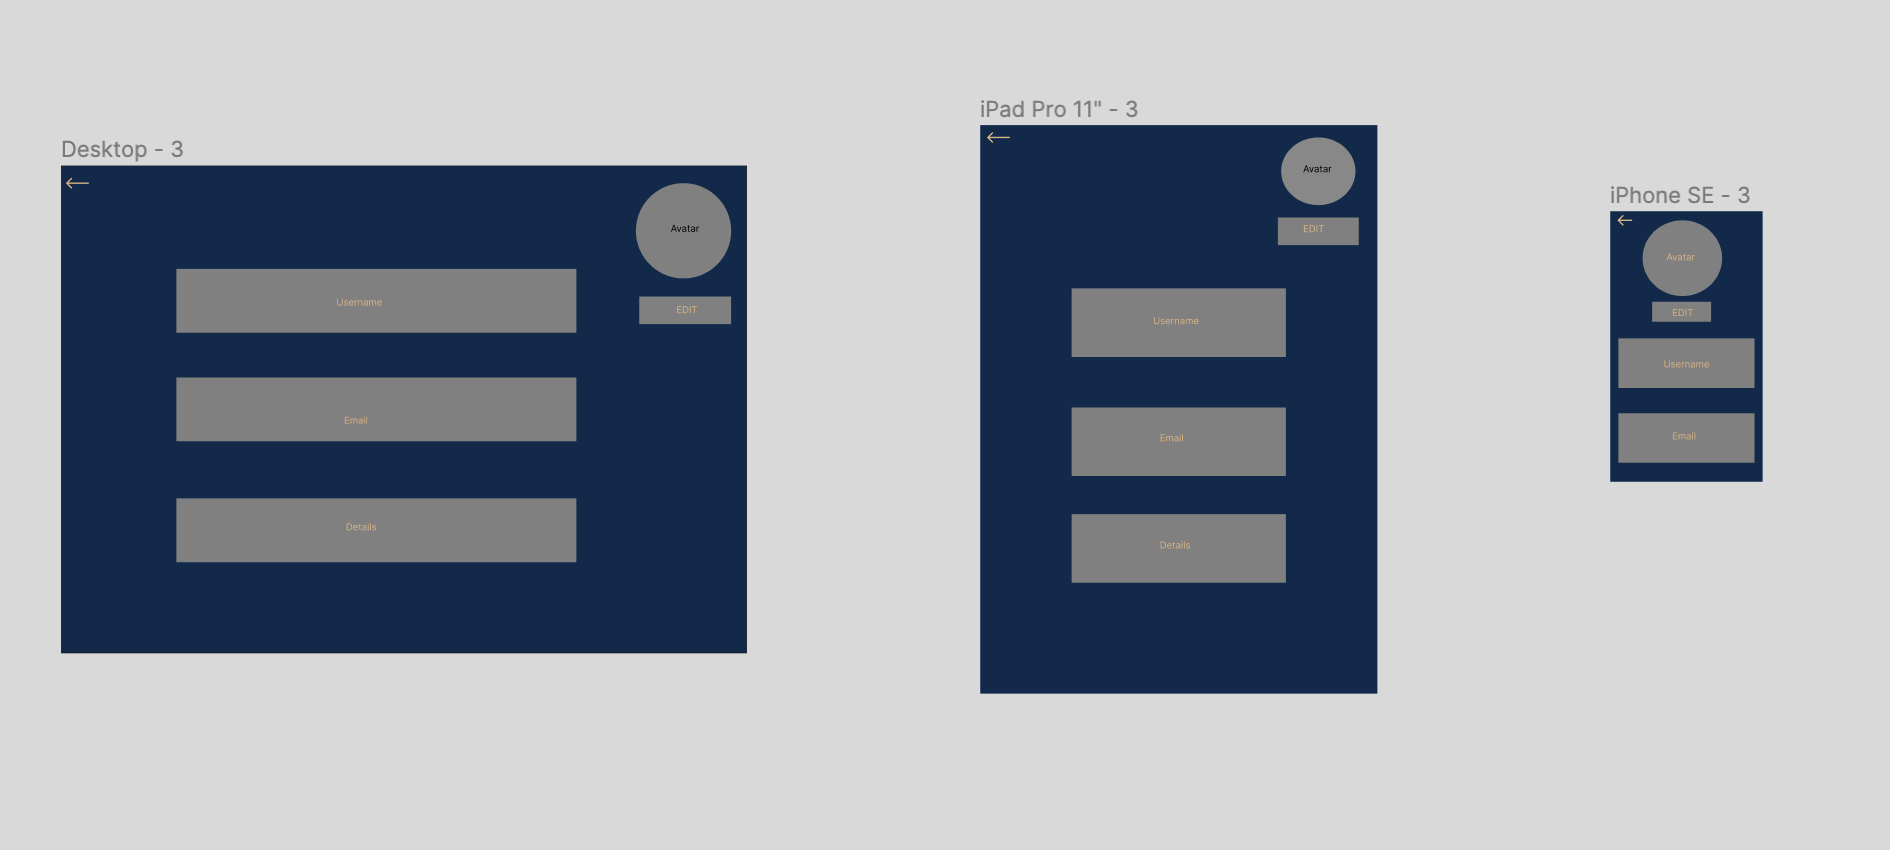 Desktop - 3
Avatar
Username
EDIT
Email
Details
iPad Pro 11" - 3
Avatar
EDIT
Username
Email
Details
iPhone SE - 3
Avatar
EDIT
Username
Email